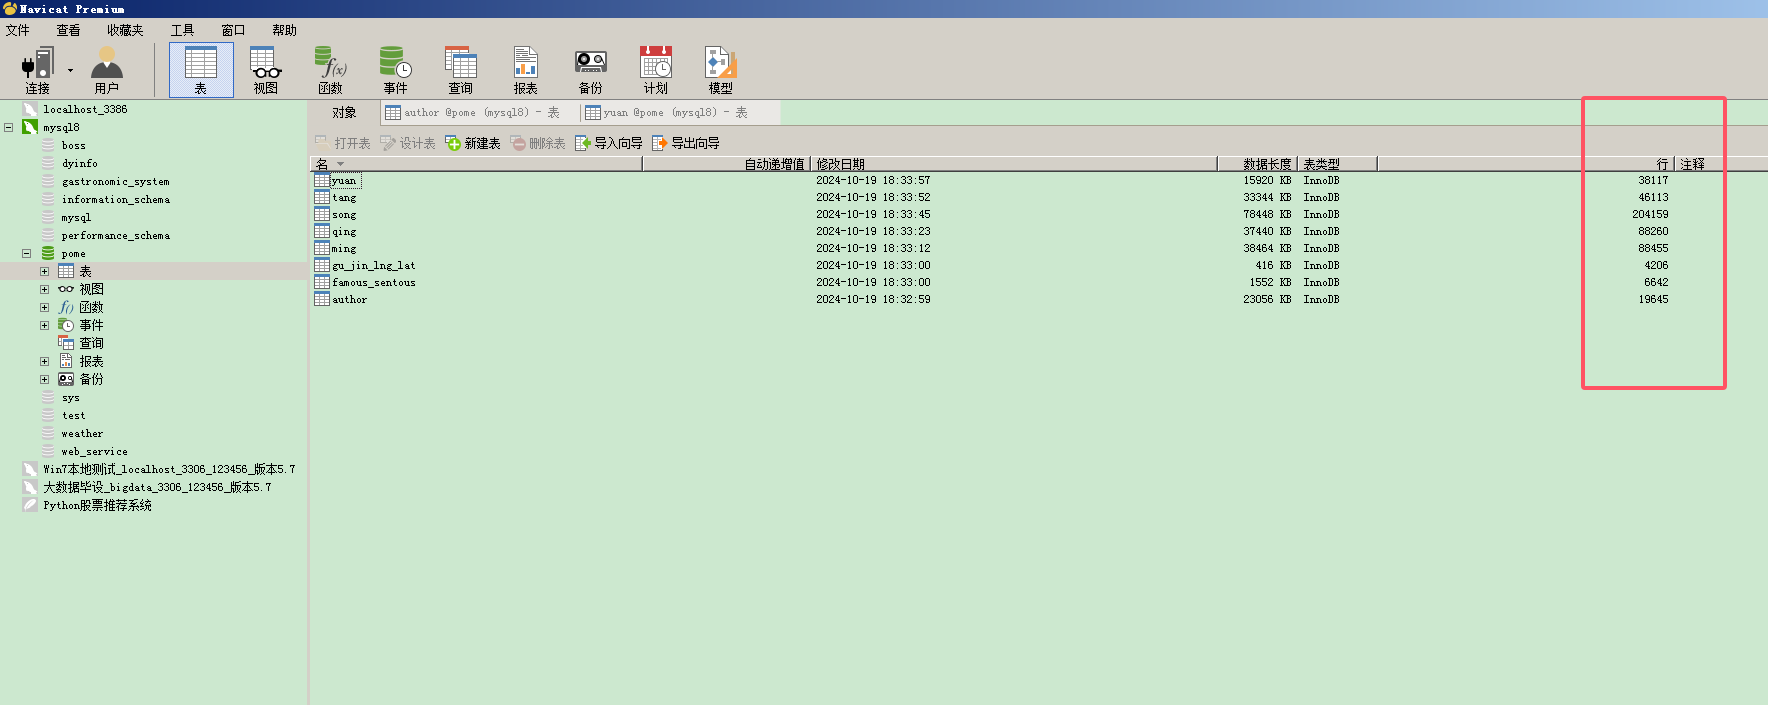 Navicat Premium
文件 查看 收藏夹 工具 窗口 帮助
连接 用户 表 视图 函数 事件 查询 报表 备份 计划 模型
localhost_3386
mysql8
boss
dyinfo
gastronomic_system
information_schema
mysql
performance_schema
pome
表
视图
函数
事件
查询
报表
备份
sys
test
weather
web_service
Win7本地测试_localhost_3306_123456_版本5.7
大数据毕设_bigdata_3306_123456_版本5.7
Python股票推荐系统
对象 author @pome (mysql8) - 表 yuan @pome (mysql8) - 表
打开表 设计表 新建表 删除表 导入向导 导出向导
名 自动递增值 修改日期 数据长度 表类型 行 注释
yuan 2024-10-19 18:33:57 15920 KB InnoDB 38117
tang 2024-10-19 18:33:52 33344 KB InnoDB 46113
song 2024-10-19 18:33:45 78448 KB InnoDB 204159
qing 2024-10-19 18:33:23 37440 KB InnoDB 88260
ming 2024-10-19 18:33:12 38464 KB InnoDB 88455
gu_jin_lng_lat 2024-10-19 18:33:00 416 KB InnoDB 4206
famous_sentous 2024-10-19 18:33:00 1552 KB InnoDB 6642
author 2024-10-19 18:32:59 23056 KB InnoDB 19645